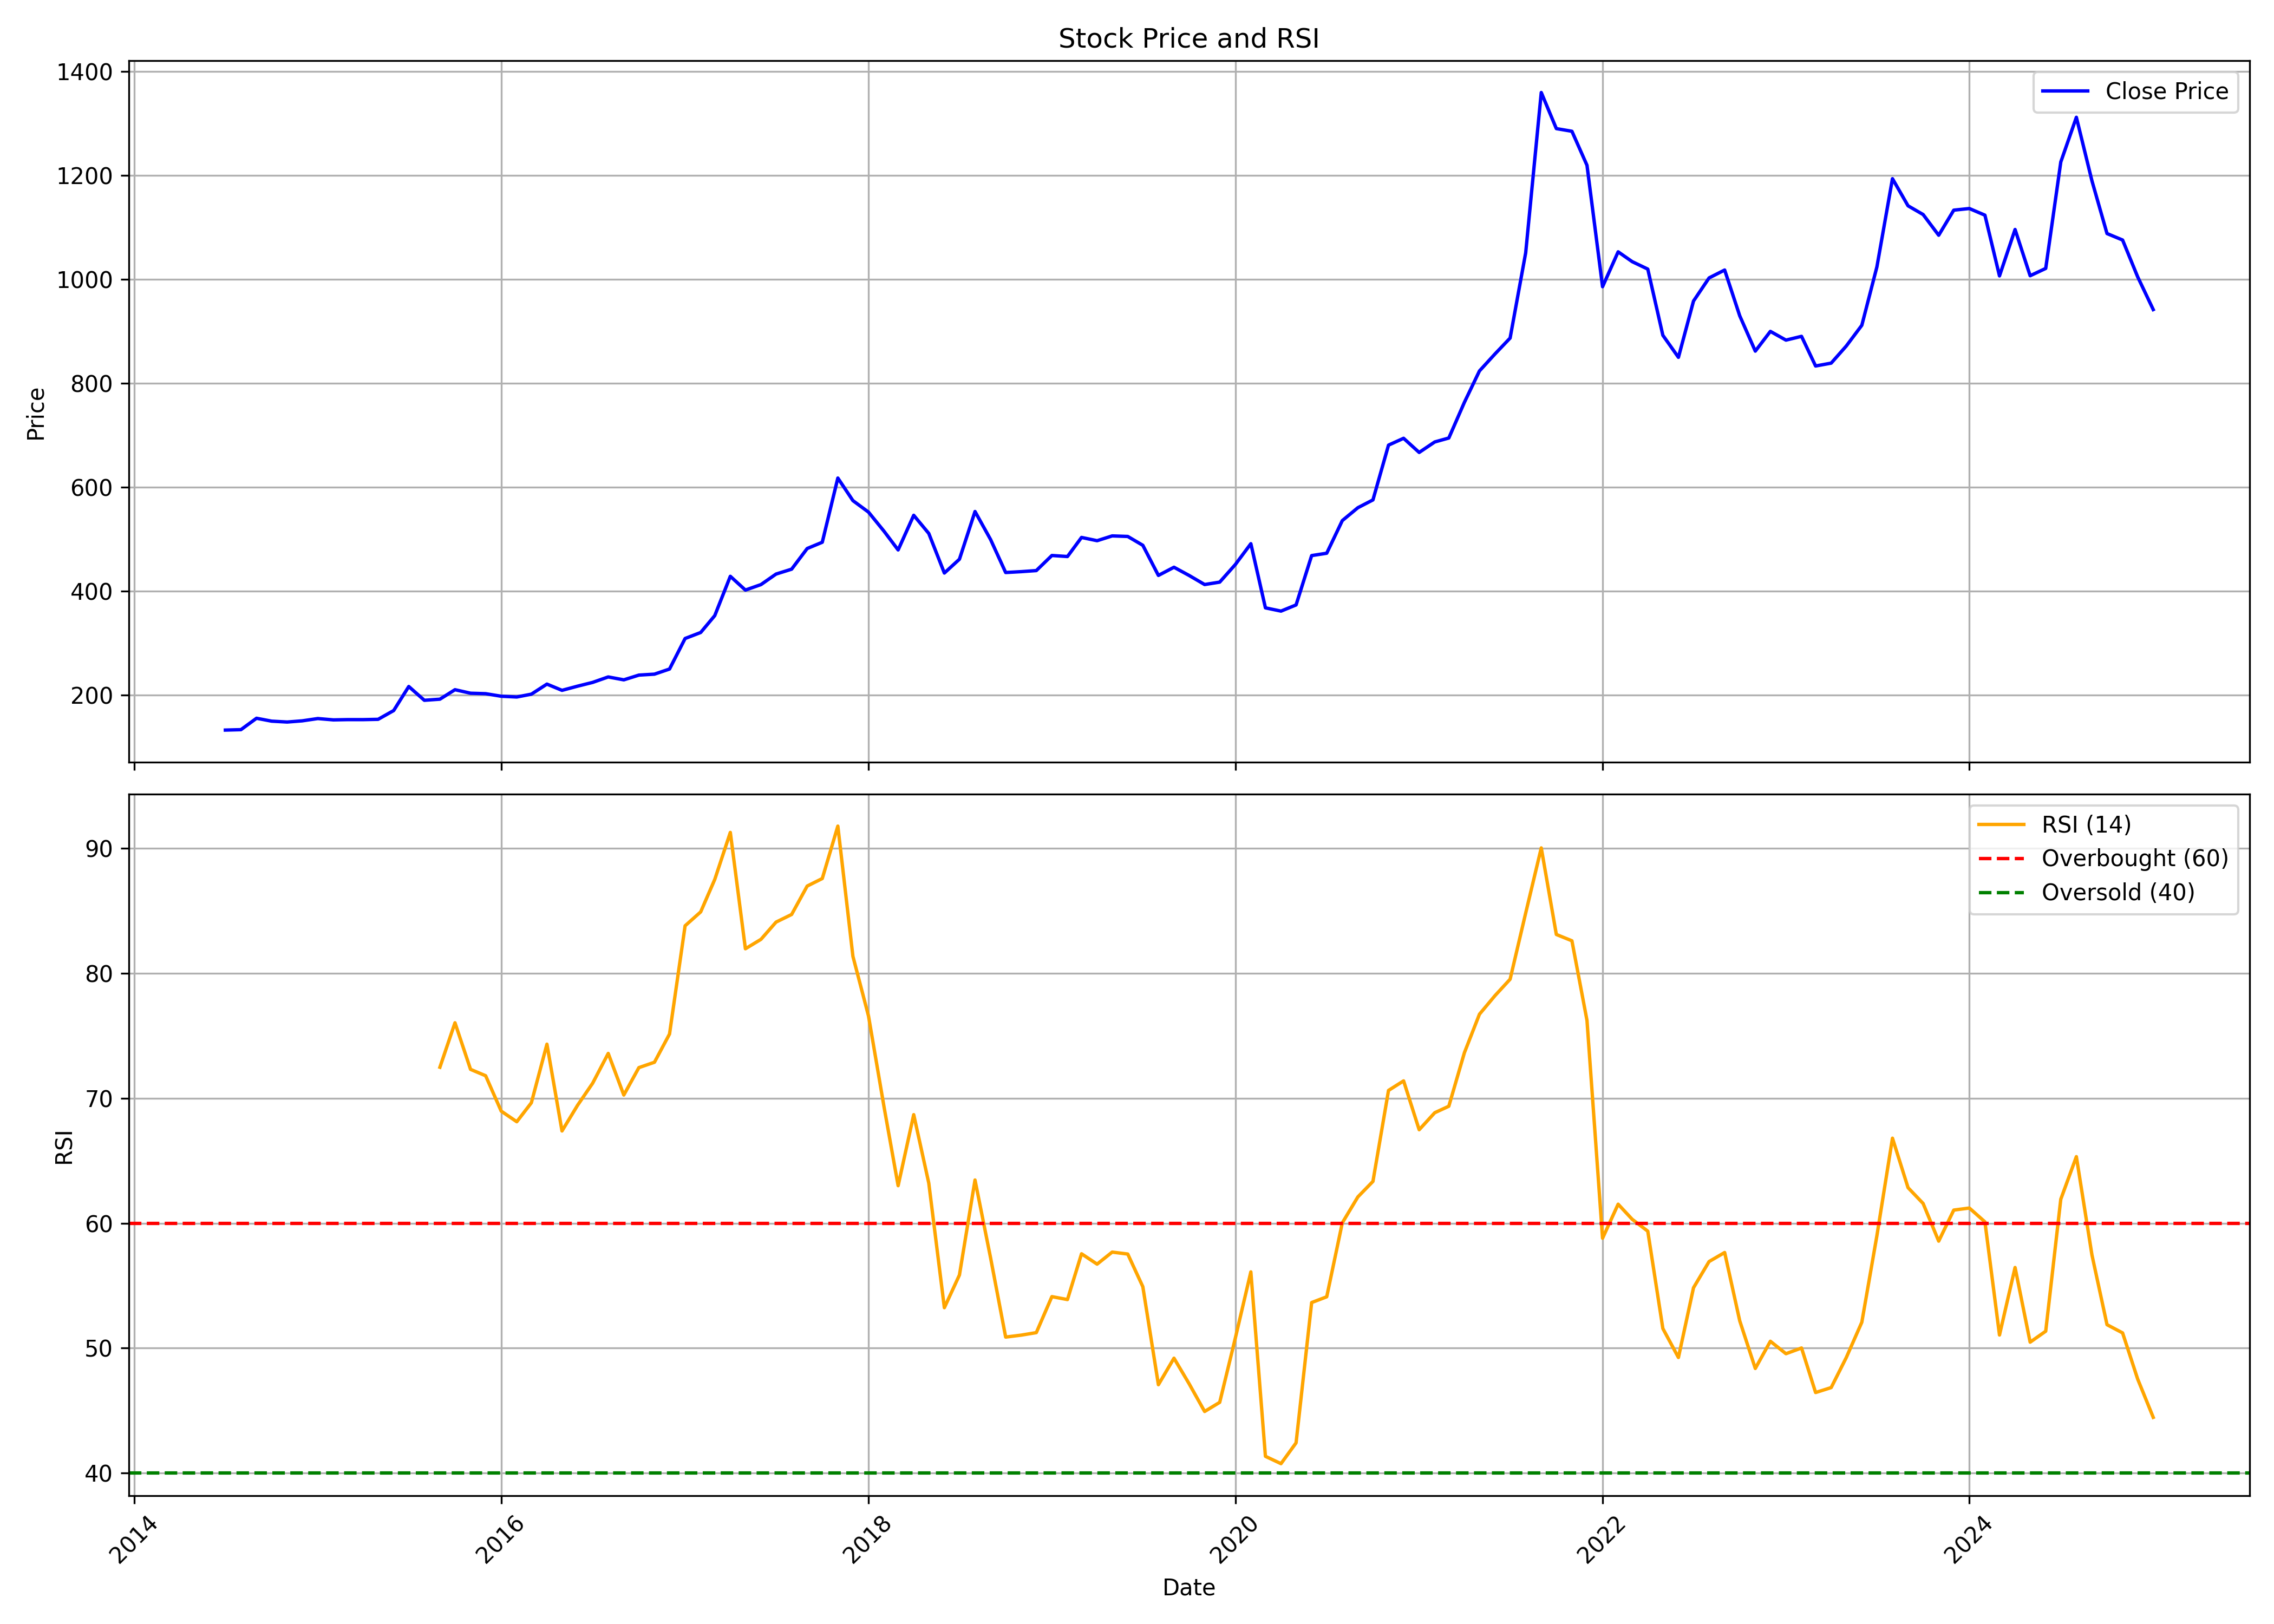 Stock Price and RSI
1400
1200
1000
800
600
400
200
Price
Close Price
90
80
70
60
50
40
RSI
RSI (14)
Overbought (60)
Oversold (40)
2014
2016
2018
2020
2022
2024
Date